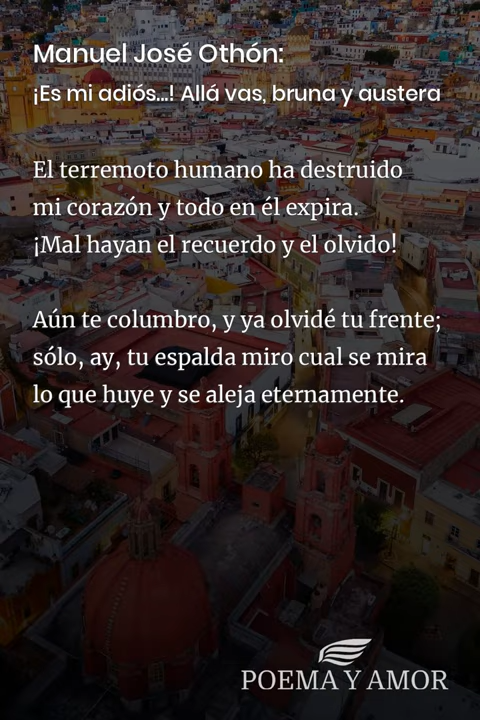 Manuel José Othón:
¡Es mi adiós...! Allá vas, bruna y austera
El terremoto humano ha destruido
mi corazón y todo en él expira.
¡Mal hayan el recuerdo y el olvido!
Aún te columbro, y ya olvidé tu frente;
sólo, ay, tu espalda miro cual se mira
lo que huye y se aleja eternamente.
POEMA Y AMOR